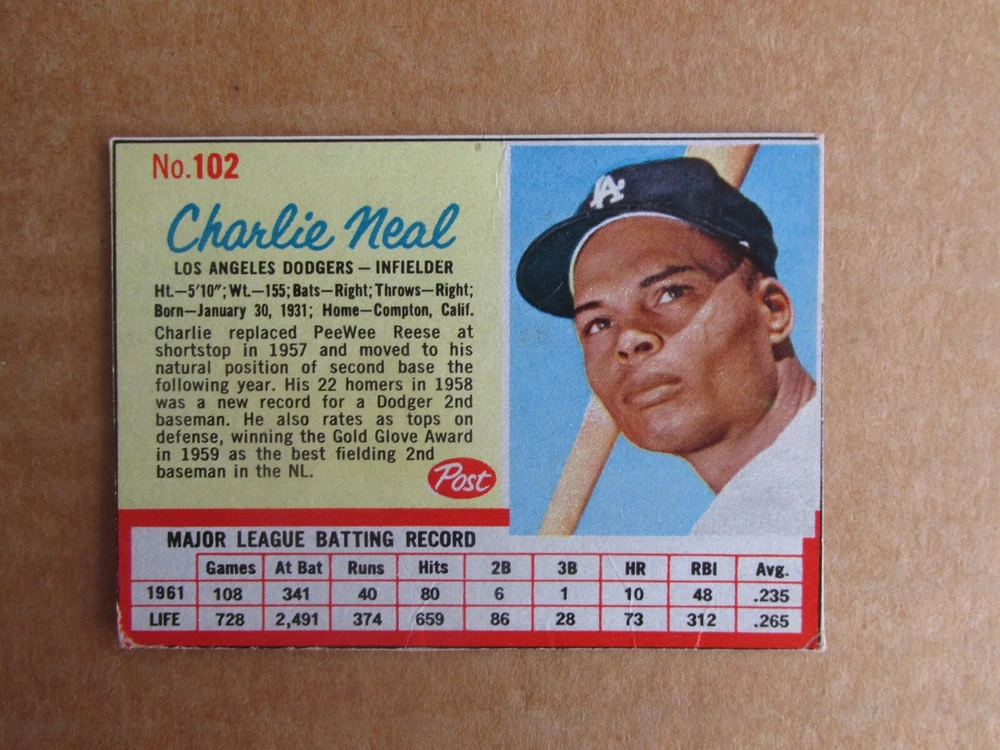 No.102
Charlie Neal
LOS ANGELES DODGERS — INFIELDER
Ht.—5'10"; Wt.—155; Bats—Right; Throws—Right;
Born—January 30, 1931; Home—Compton, Calif.
Charlie replaced PeeWee Reese at
shortstop in 1957 and moved to his
natural position of second base the
following year. His 22 homers in 1958
was a new record for a Dodger 2nd
baseman. He also rates as tops on
defense, winning the Gold Glove Award
in 1959 as the best fielding 2nd
baseman in the NL.
Post
LA
MAJOR LEAGUE BATTING RECORD
Games At Bat Runs Hits 2B 3B HR RBI Avg.
1961 108 341 40 80 6 1 10 48 .235
LIFE 728 2,491 374 659 86 28 73 312 .265